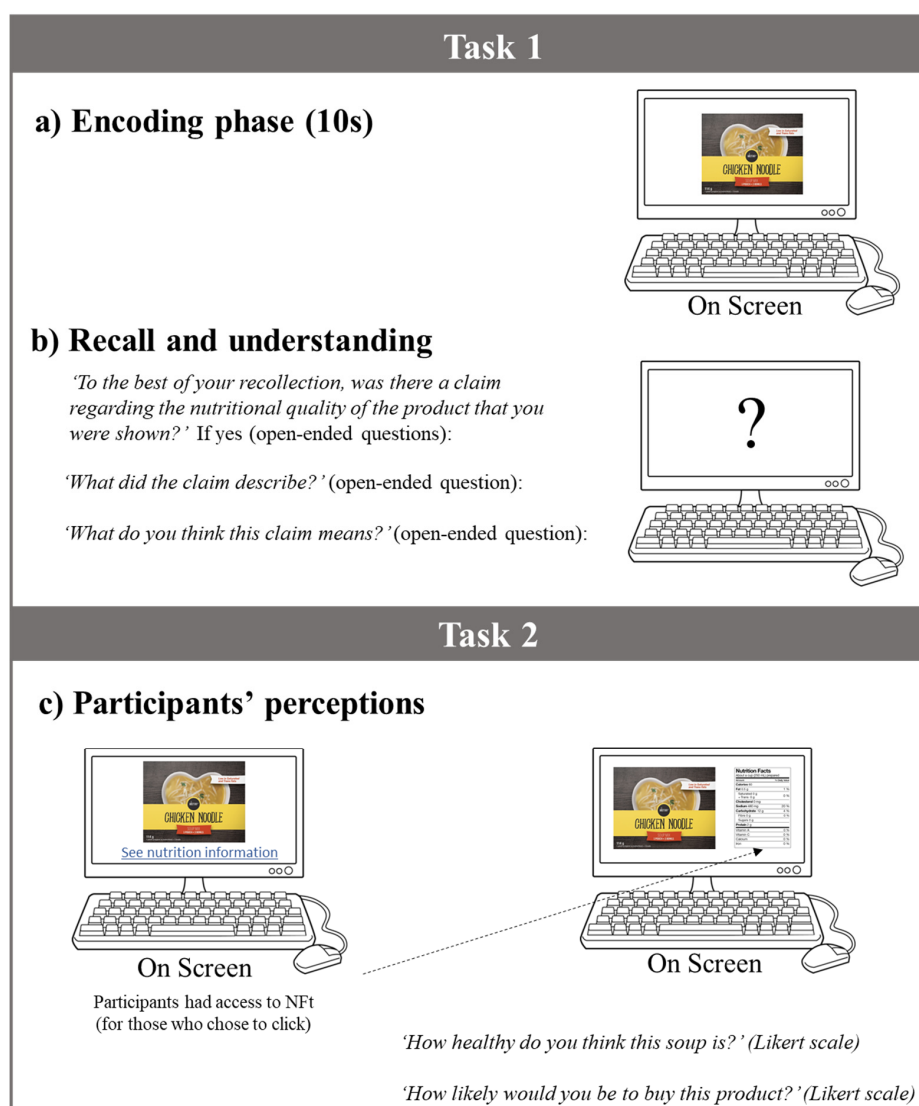 Task 1
a) Encoding phase (10s)
CHICKEN NOODLE
On Screen
b) Recall and understanding
‘To the best of your recollection, was there a claim
regarding the nutritional quality of the product that you
were shown?’ If yes (open-ended questions):
‘What did the claim describe?’ (open-ended question):
‘What do you think this claim means?’ (open-ended question):
?
Task 2
c) Participants’ perceptions
CHICKEN NOODLE
See nutrition information
On Screen
Participants had access to NFt
(for those who chose to click)
CHICKEN NOODLE
Nutrition Facts
Calories
Cholesterol
Sodium
Carbohydrate
Protein
On Screen
‘How healthy do you think this soup is?’ (Likert scale)
‘How likely would you be to buy this product?’ (Likert scale)